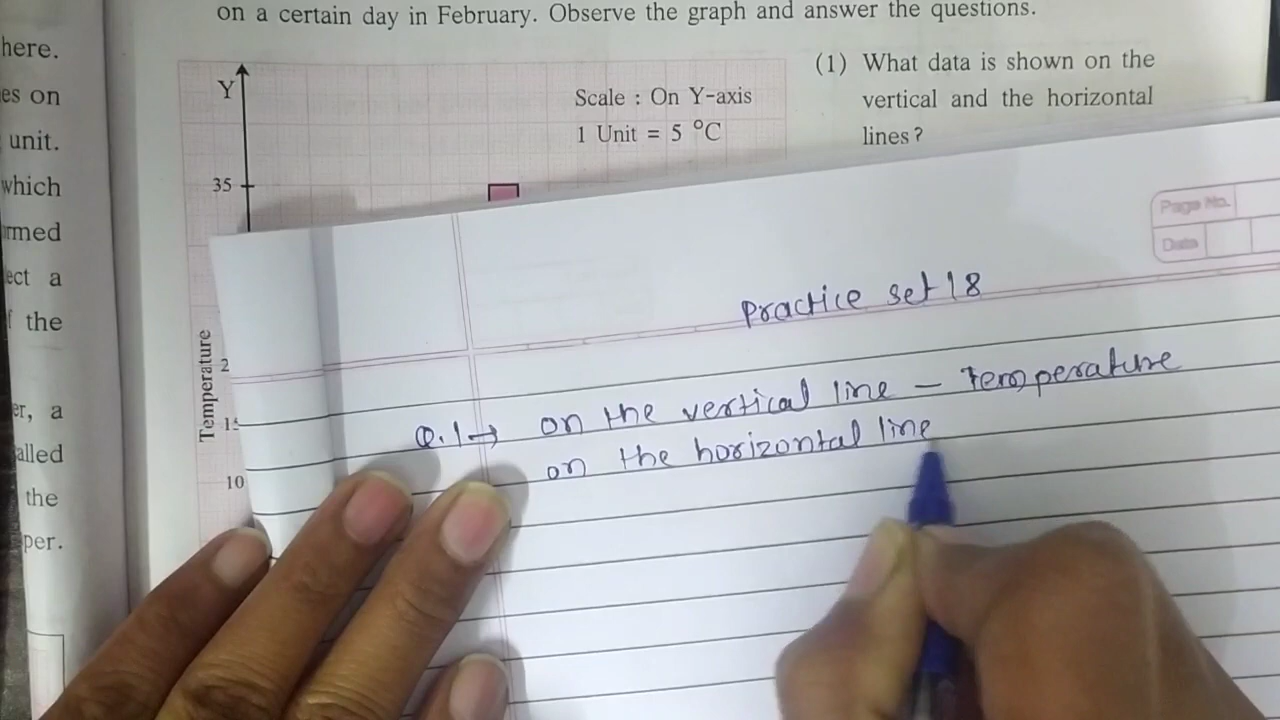 on a certain day in February. Observe the graph and answer the questions.
here.
es on
unit.
which
rmed
ect a
the
er, a
alled
the
per.
Y
Scale : On Y-axis
1 Unit = 5 °C
35
Temperature
10
(1) What data is shown on the
vertical and the horizontal
lines?
Page No.
Date
Practice set 18
Q.1→ on the vertical line – Temperature
on the horizontal line